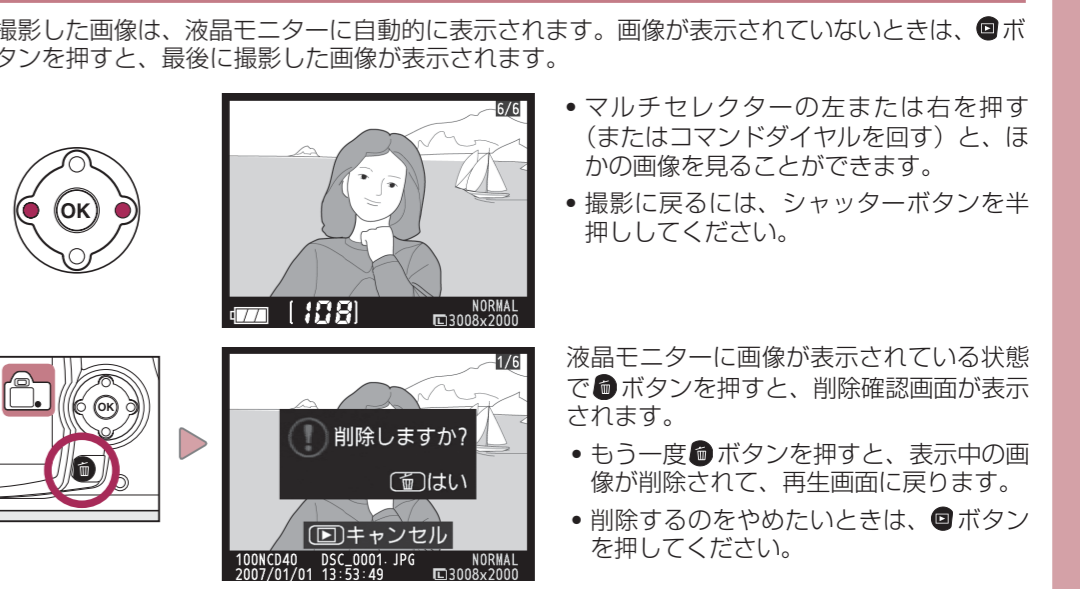 撮影した画像は、液晶モニターに自動的に表示されます。画像が表示されていないときは、ボ
タンを押すと、最後に撮影した画像が表示されます。
OK
6/6
[108]
NORMAL
L3008x2000
• マルチセレクターの左または右を押す
（またはコマンドダイヤルを回す）と、ほ
かの画像を見ることができます。
• 撮影に戻るには、シャッターボタンを半
押ししてください。
OK
1/6
削除しますか?
はい
キャンセル
100NCD40 DSC_0001.JPG NORMAL
2007/01/01 13:53:49 L3008x2000
液晶モニターに画像が表示されている状態
でボタンを押すと、削除確認画面が表示
されます。
• もう一度ボタンを押すと、表示中の画
像が削除されて、再生画面に戻ります。
• 削除するのをやめたいときは、ボタン
を押してください。